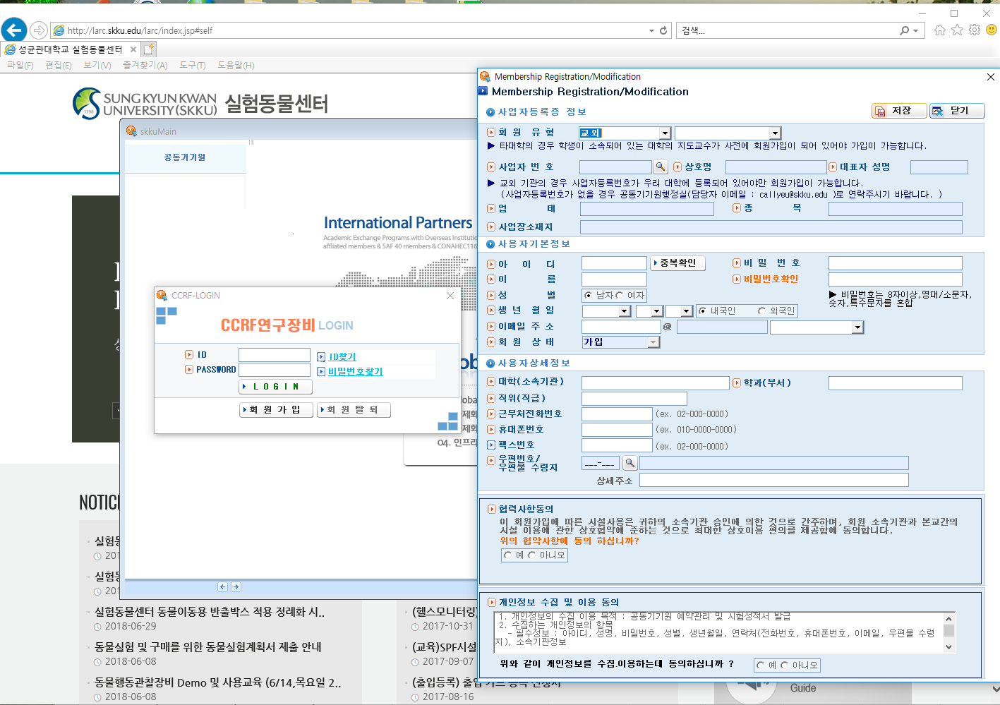 http://larc.skku.edu/larc/index.jsp#self
검색...
성균관대학교 실험동물센터
파일(F) 편집(E) 보기(V) 즐겨찾기(A) 도구(T) 도움말(H)
SUNG KYUN KWAN
UNIVERSITY(SKKU)
1398
실험동물센터
skkuMain
공동기기원
International Partners
Academic Exchange Programs with Overseas Institution
affliated members & SAF 40 members & CONAHEC116
CCRF-LOGIN
CCRF연구장비 LOGIN
ID
ID찾기
PASSWORD
비밀번호찾기
LOGIN
회 원 가 입
회 원 탈 퇴
04. 인프라
NOTICE
실험동물센터 동물이동용 반출박스 적용 정례화 시..
2018-06-29
동물실험 및 구매를 위한 동물실험계획서 제출 안내
2018-06-08
동물행동관찰장비 Demo 및 사용교육 (6/14,목요일 2..
2018-06-08
(헬스모니터링)
2017-10-31
(교육)SPF시설
2017-09-07
(출입등록) 출입
2017-08-16
Guide
Membership Registration/Modification
Membership Registration/Modification
사업자등록증 정보
저장
닫기
회 원 유 형
교외
▶ 타대학의 경우 학생이 소속되어 있는 대학의 지도교수가 사전에 회원가입이 되어 있어야 가입이 가능합니다.
사업자 번 호
상호명
대표자 성명
▶ 교외 기관의 경우 사업자등록번호가 우리 대학에 등록되어 있어야만 회원가입이 가능합니다.
(사업자등록번호가 없을 경우 공동기기원행정실(담당자 이메일 : callyeu@skku.edu )로 연락주시기 바랍니다. )
업 태
종 목
사업장소재지
사용자기본정보
아 이 디
중복확인
비 밀 번 호
이 름
비밀번호확인
성 별
남자 여자
▶ 비밀번호는 8자이상,영대/소문자,
숫자,특수문자를 혼합
생 년 월 일
내국인 외국인
이메일 주 소
@
회 원 상 태
가입
사용자상세정보
대학(소속기관)
학과(부서)
직위(직급)
근무처전화번호
(ex. 02-000-0000)
휴대폰번호
(ex. 010-0000-0000)
팩스번호
(ex. 02-000-0000)
우편번호/
우편물 수령지
___-___
상세주소
협력사항동의
이 회원가입에 따른 시설사용은 귀하의 소속기관 승인에 의한 것으로 간주하며, 회원 소속기관과 본교간의
시설 이용에 관한 상호협약에 준하는 것으로 최대한 상호이용 편의를 제공함에 동의합니다.
위의 협약사항에 동의 하십니까?
예 아니오
개인정보 수집 및 이용 동의
1. 개인정보의 수집 이용 목적 : 공동기기원 예약관리 및 시험성적서 발급
2. 수집하는 개인정보의 항목
- 필수정보 : 아이디, 성명, 비밀번호, 성별, 생년월일, 연락처(전화번호, 휴대폰번호, 이메일, 우편물 수령
지), 소속기관정보
위와 같이 개인정보를 수집.이용하는데 동의하십니까 ?
예 아니오